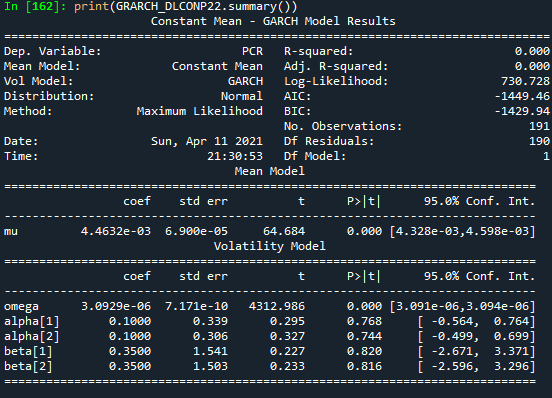 In [162]: print(GRARCH_DLCONP22.summary())
Constant Mean - GARCH Model Results
==============================================================================
Dep. Variable: PCR R-squared: 0.000
Mean Model: Constant Mean Adj. R-squared: 0.000
Vol Model: GARCH Log-Likelihood: 730.728
Distribution: Normal AIC: -1449.46
Method: Maximum Likelihood BIC: -1429.94
No. Observations: 191
Date: Sun, Apr 11 2021 Df Residuals: 190
Time: 21:30:53 Df Model: 1
Mean Model
============================================================================
coef std err t P>|t| 95.0% Conf. Int.
----------------------------------------------------------------------------
mu 4.4632e-03 6.900e-05 64.684 0.000 [4.328e-03,4.598e-03]
Volatility Model
============================================================================
coef std err t P>|t| 95.0% Conf. Int.
----------------------------------------------------------------------------
omega 3.0929e-06 7.171e-10 4312.986 0.000 [3.091e-06,3.094e-06]
alpha[1] 0.1000 0.339 0.295 0.768 [ -0.564, 0.764]
alpha[2] 0.1000 0.306 0.327 0.744 [ -0.499, 0.699]
beta[1] 0.3500 1.541 0.227 0.820 [ -2.671, 3.371]
beta[2] 0.3500 1.503 0.233 0.816 [ -2.596, 3.296]
============================================================================